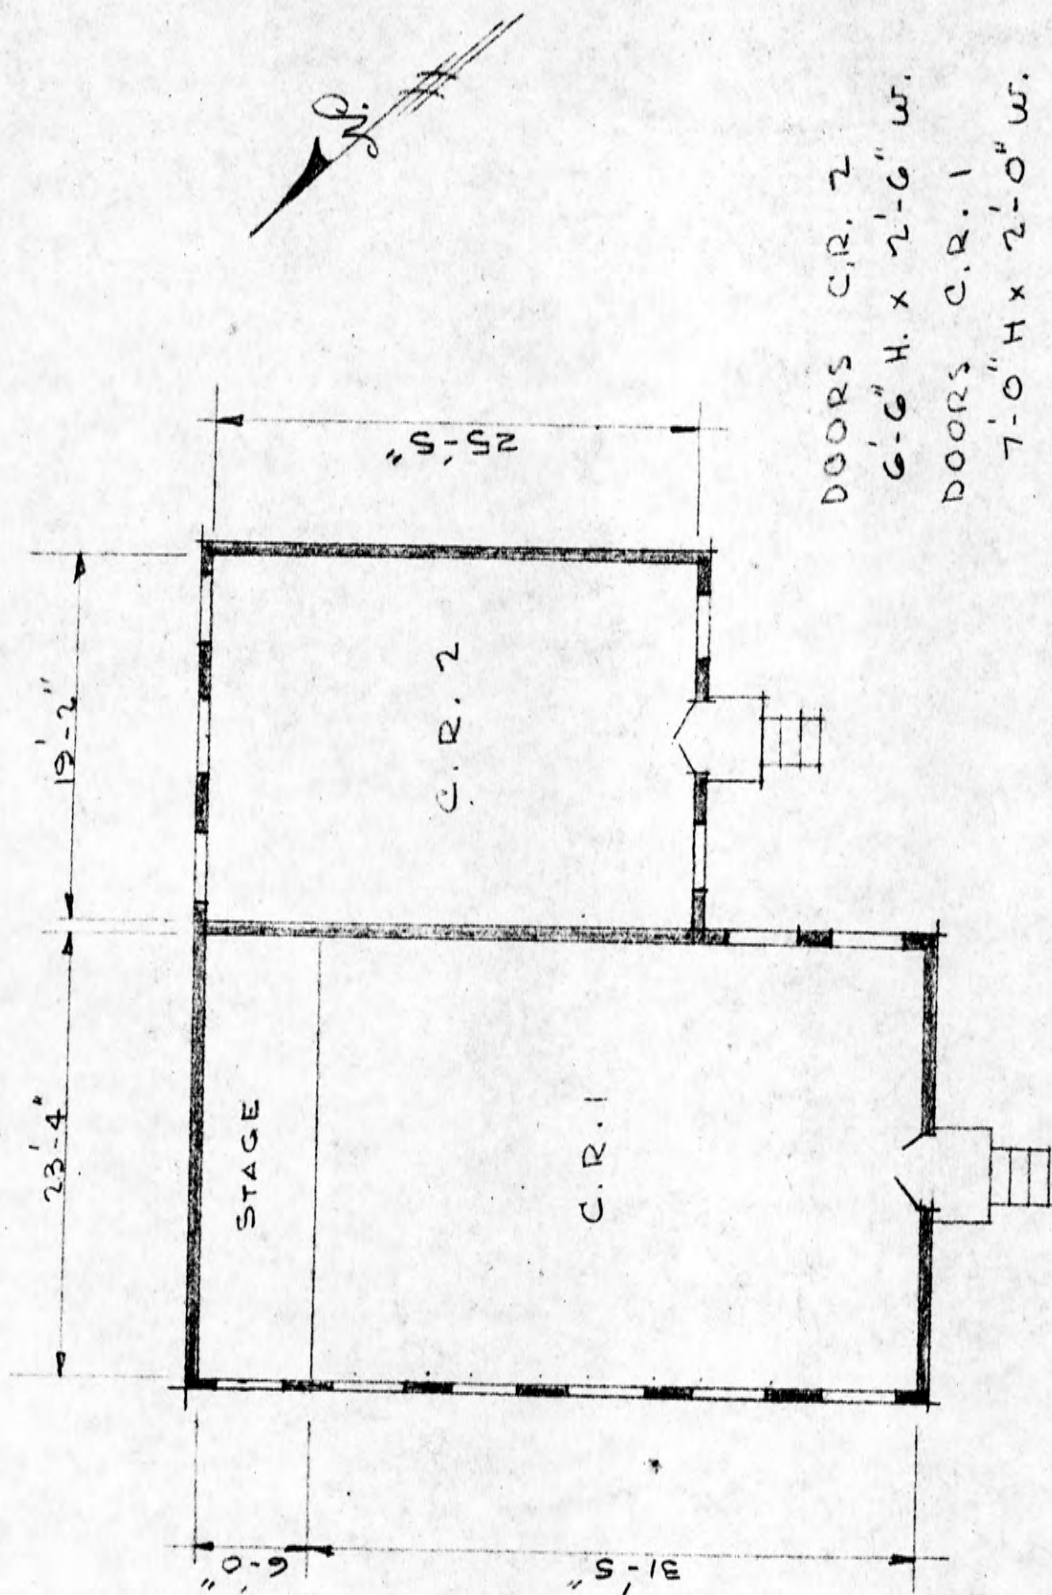 N.
25'-5"
19'-2"
23'-4"
C. R. 2
STAGE
C. R. 1
6'-0"
31'-5"
DOORS C.R. 2
6'-6" H. x 2'-6" W.
DOORS C.R. 1
7'-0" H x 2'-0" W.